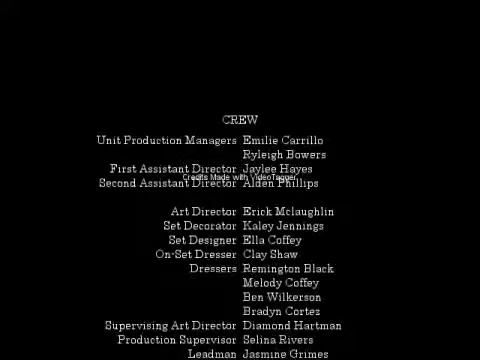 CREW
Unit Production Managers Emilie Carrillo
Ryleigh Bowers
First Assistant Director Jaylee Hayes
Credits Made with VideoTagger
Second Assistant Director Alden Phillips
Art Director Erick Mclaughlin
Set Decorator Kaley Jennings
Set Designer Ella Coffey
On-Set Dresser Clay Shaw
Dressers Remington Black
Melody Coffey
Ben Wilkerson
Bradyn Cortez
Supervising Art Director Diamond Hartman
Production Supervisor Selina Rivers
Leadman Jasmine Grimes